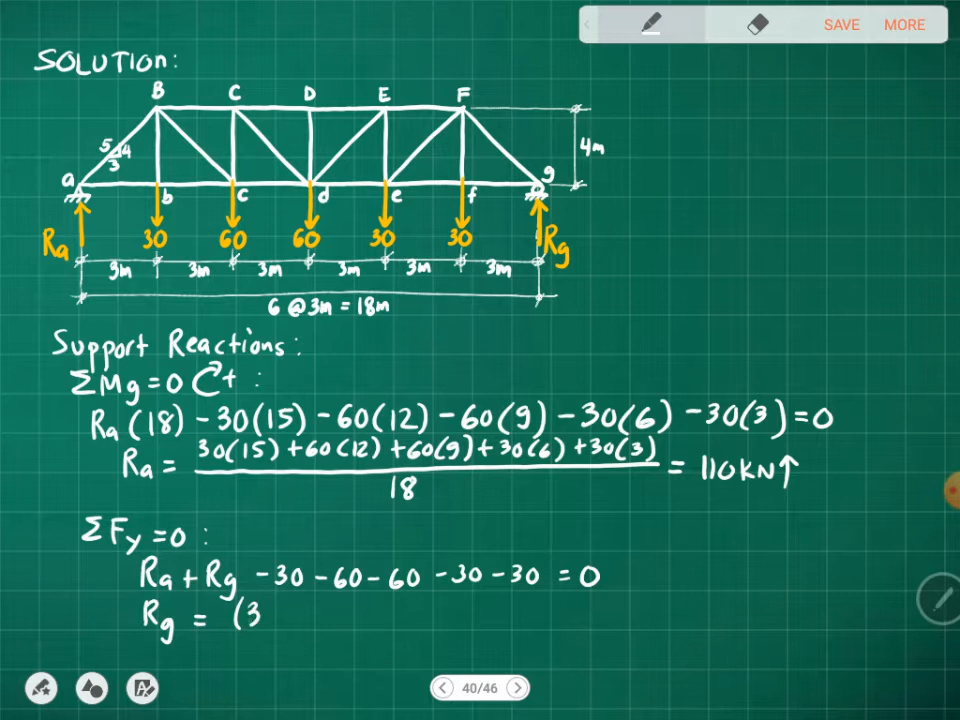 SAVE MORE
SOLUTION:
B C D E F
5 4 3
4m
a b c d e f g
Ra 30 60 60 30 30 Rg
3m 3m 3m 3m 3m 3m
6 @ 3m = 18m
Support Reactions:
ΣMg = 0 ↻+ :
Ra(18) - 30(15) - 60(12) - 60(9) - 30(6) - 30(3) = 0
Ra = 30(15) + 60(12) + 60(9) + 30(6) + 30(3) = 110KN↑
18
ΣFy = 0 :
Ra + Rg - 30 - 60 - 60 - 30 - 30 = 0
Rg = (3
A
40/46